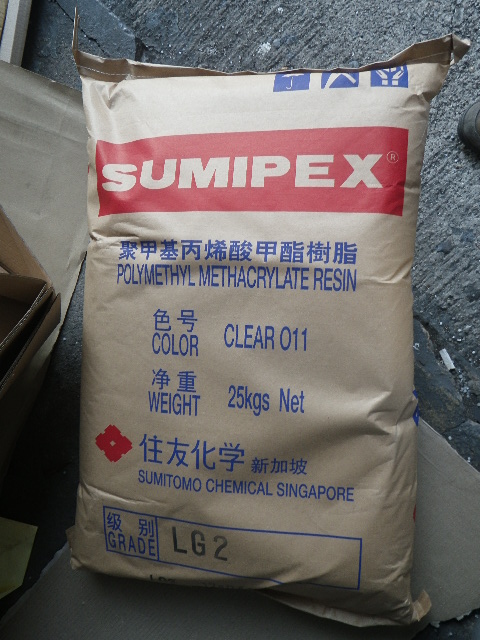 SUMIPEX®
聚甲基丙烯酸甲酯樹脂
POLYMETHYL METHACRYLATE RESIN
色号
COLOR CLEAR 011
净重
WEIGHT 25kgs Net
住友化学 新加坡
SUMITOMO CHEMICAL SINGAPORE
级别
GRADE LG2